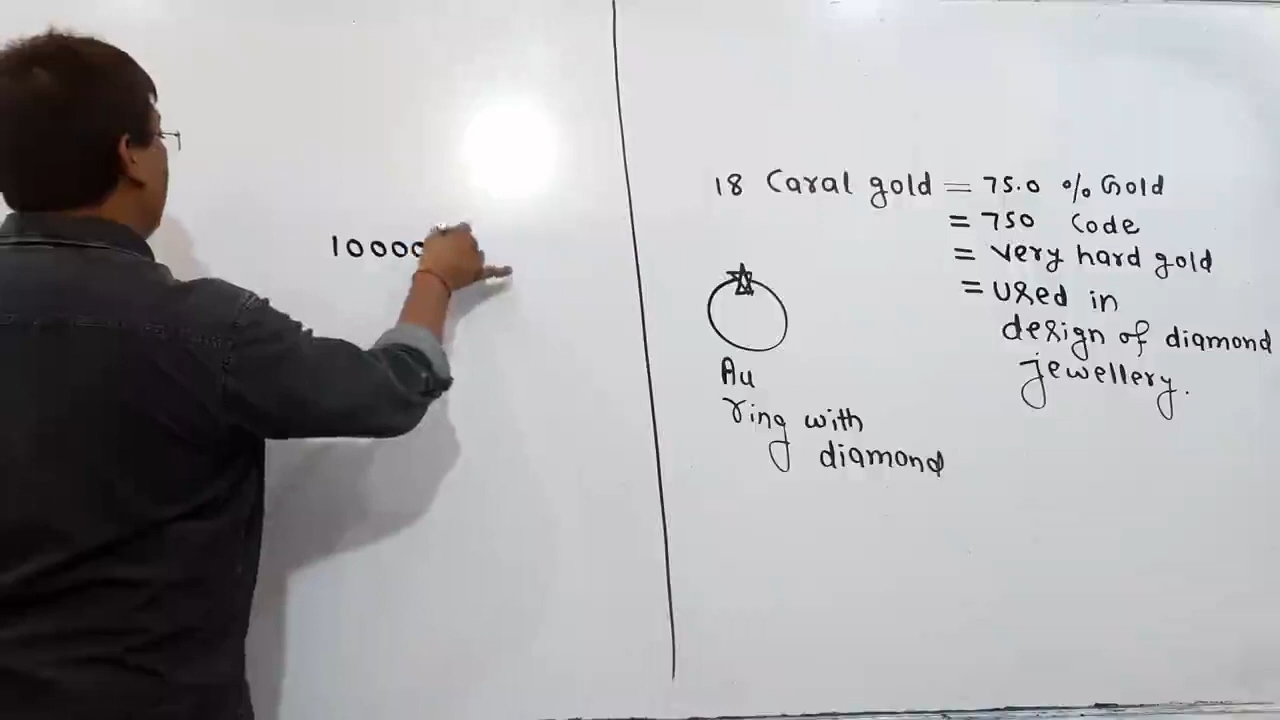 10000
18 Caral gold = 75.0 % Gold
= 750 Code
= very hard gold
= used in
design of diamond
jewellery.
Au
ring with
diamond